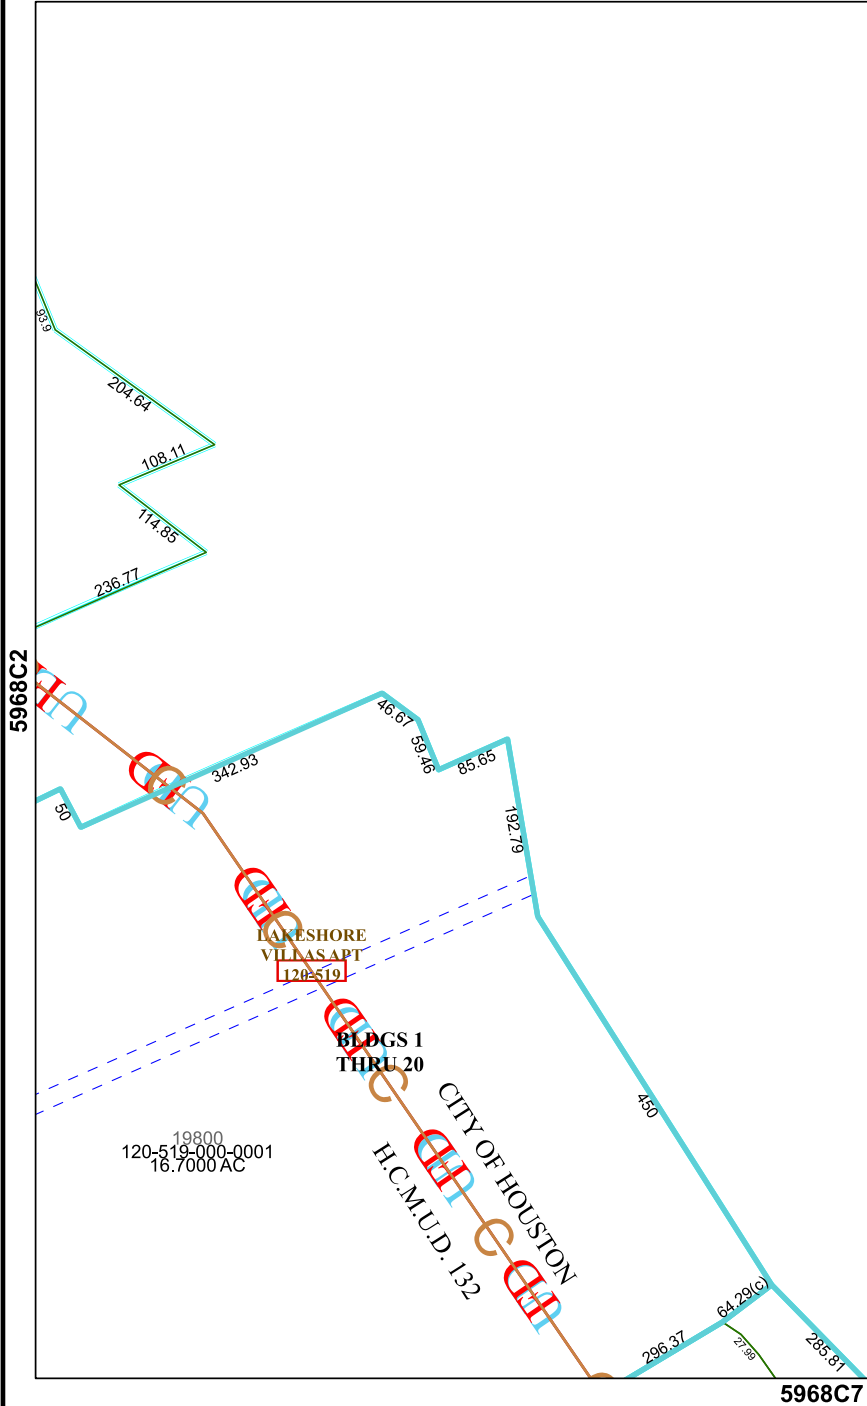 93.9
204.64
108.11
114.85
236.77
5968C2
46.67
59.46
342.93
85.65
50
192.79
LAKESHORE
VILLAS APT
120-519
BLDGS 1
THRU 20
450
CITY OF HOUSTON
H.C.M.U.D. 132
19800
120-519-000-0001
16.7000 AC
64.29(c)
296.37
27.99
285.81
5968C7